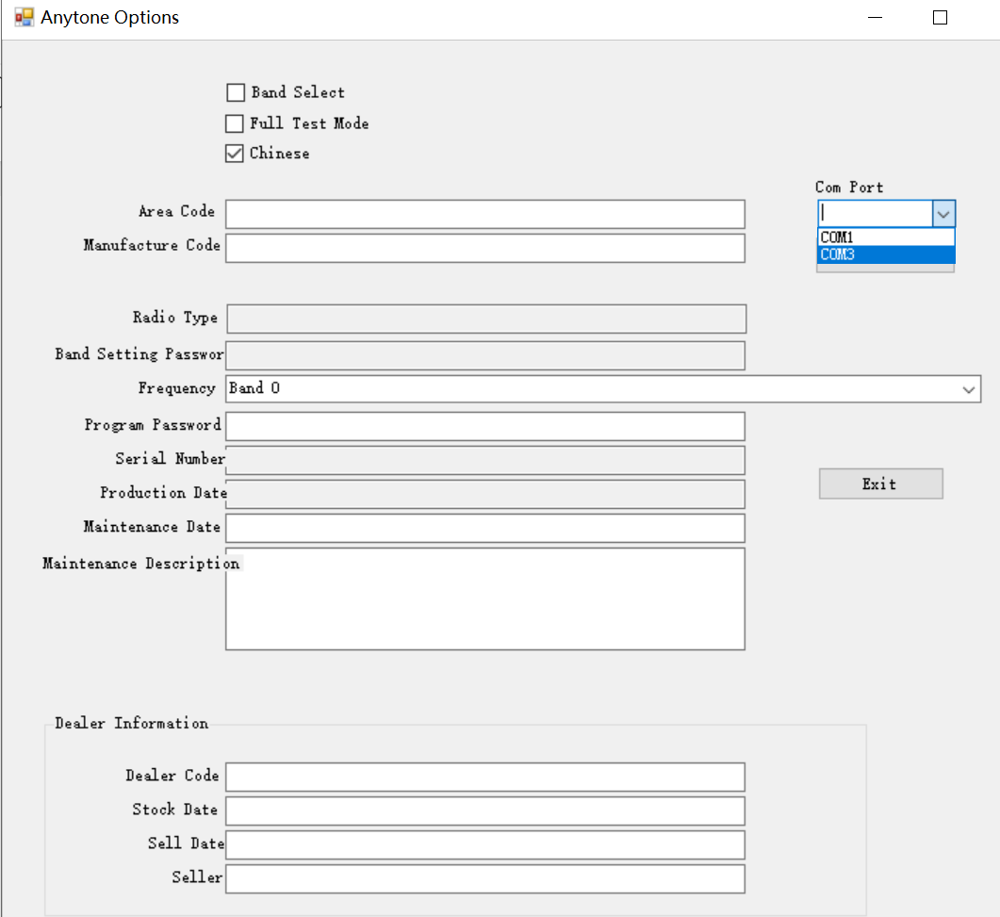 Anytone Options
Band Select
Full Test Mode
Chinese
Com Port
COM1
COM3
Area Code
Manufacture Code
Radio Type
Band Setting Passwor
Frequency Band 0
Program Password
Serial Number
Production Date
Exit
Maintenance Date
Maintenance Description
Dealer Information
Dealer Code
Stock Date
Sell Date
Seller